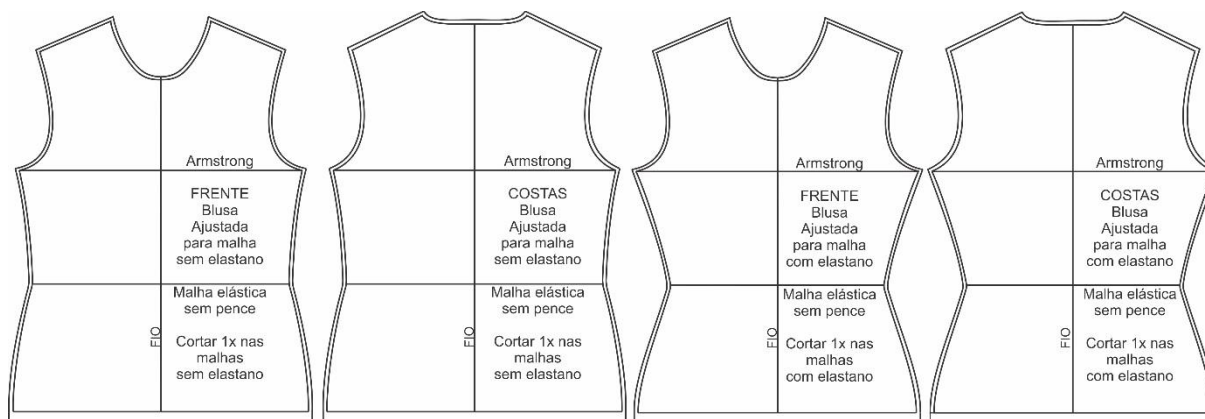 Armstrong
FRENTE
Blusa
Ajustada
para malha
sem elastano
Malha elástica
sem pence
FIO
Cortar 1x nas
malhas
sem elastano
Armstrong
COSTAS
Blusa
Ajustada
para malha
sem elastano
Malha elástica
sem pence
FIO
Cortar 1x nas
malhas
sem elastano
Armstrong
FRENTE
Blusa
Ajustada
para malha
com elastano
Malha elástica
sem pence
FIO
Cortar 1x nas
malhas
com elastano
Armstrong
COSTAS
Blusa
Ajustada
para malha
com elastano
Malha elástica
sem pence
FIO
Cortar 1x nas
malhas
com elastano